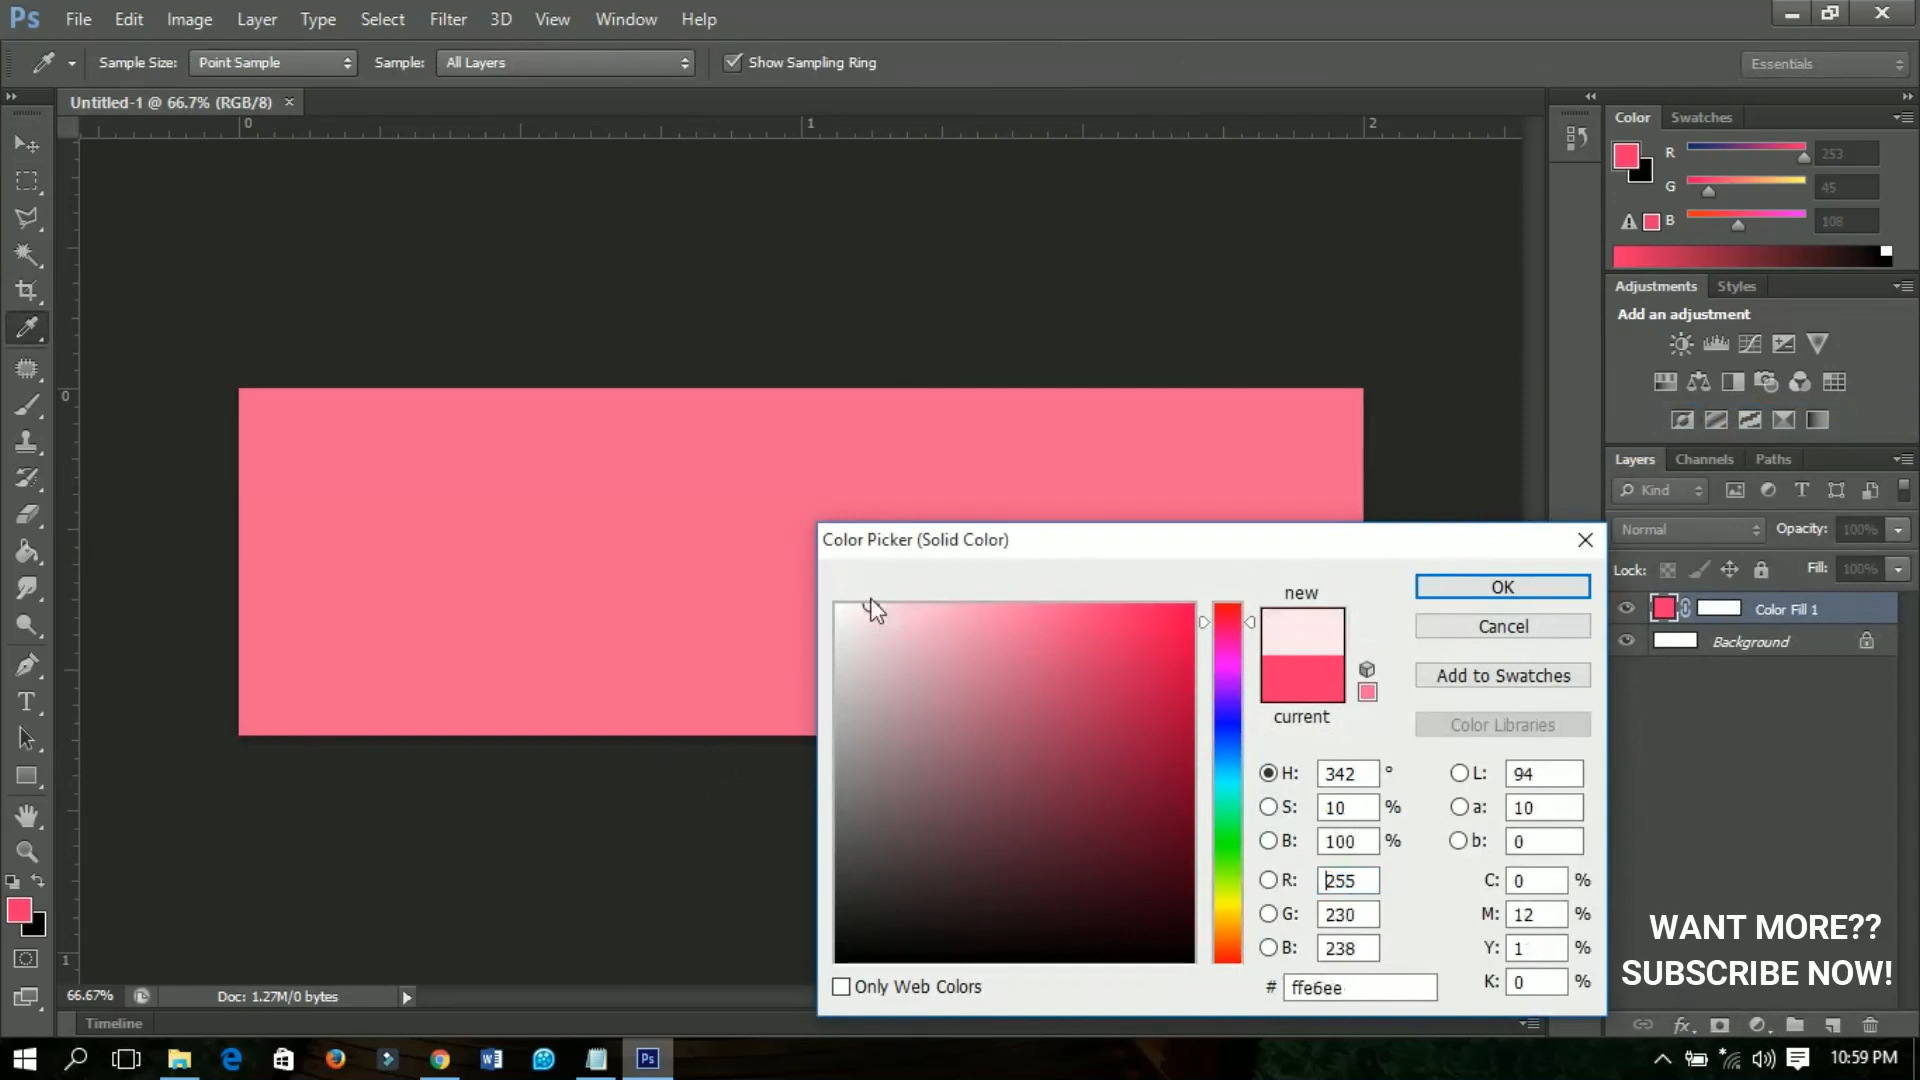 Ps File Edit Image Layer Type Select Filter 3D View Window Help
Sample Size: Point Sample Sample: All Layers Show Sampling Ring Essentials
Untitled-1 @ 66.7% (RGB/8) ×
0 1 2
0
1
Color Swatches
R 253
G 45
B 108
Adjustments Styles
Add an adjustment
Layers Channels Paths
Kind T
Normal Opacity: 100%
Lock: Fill: 100%
Color Fill 1
Background
Color Picker (Solid Color)
new
current
OK
Cancel
Add to Swatches
Color Libraries
H: 342 ° L: 94
S: 10 % a: 10
B: 100 % b: 0
R: 255 C: 0 %
G: 230 M: 12 %
B: 238 Y: 1 %
# ffe6ee K: 0 %
Only Web Colors
WANT MORE??
SUBSCRIBE NOW!
66.67% Doc: 1.27M/0 bytes
Timeline
fx
Ps
10:59 PM